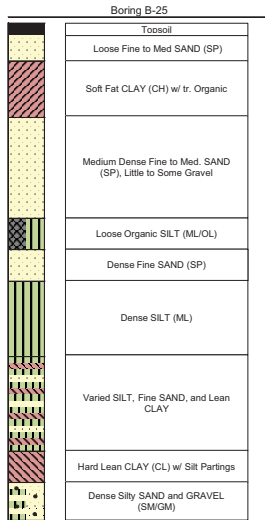 Boring B-25
Topsoil
Loose Fine to Med SAND (SP)
Soft Fat CLAY (CH) w/ tr. Organic
Medium Dense Fine to Med. SAND
(SP), Little to Some Gravel
Loose Organic SILT (ML/OL)
Dense Fine SAND (SP)
Dense SILT (ML)
Varied SILT, Fine SAND, and Lean
CLAY
Hard Lean CLAY (CL) w/ Silt Partings
Dense Silty SAND and GRAVEL
(SM/GM)